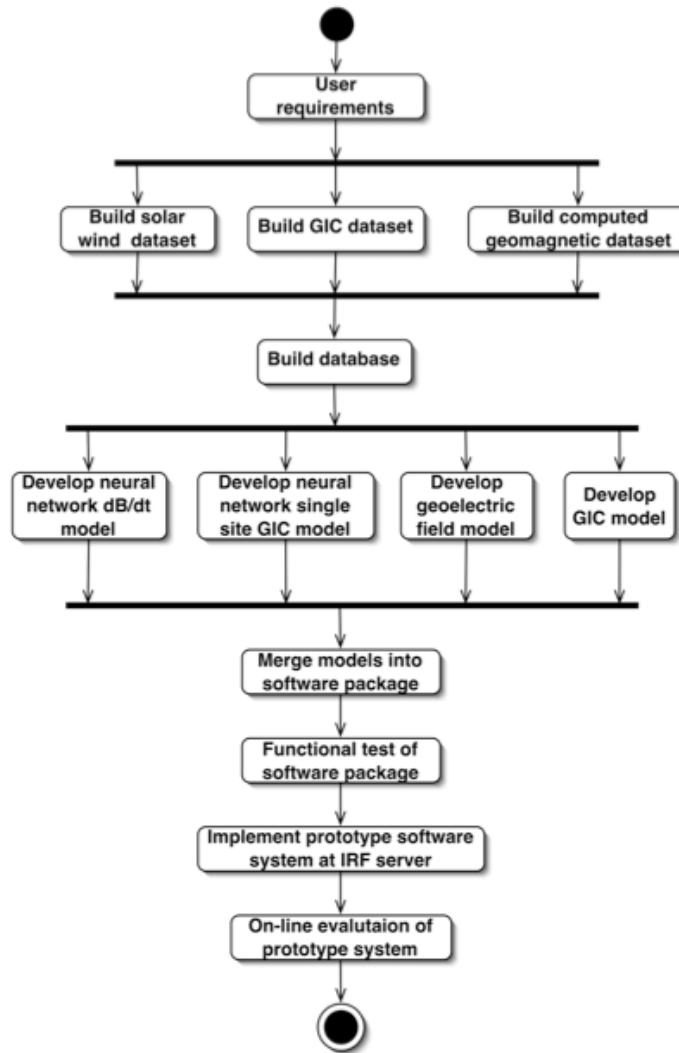 User
requirements
Build solar
wind dataset
Build GIC dataset
Build computed
geomagnetic dataset
Build database
Develop neural
network dB/dt
model
Develop neural
network single
site GIC model
Develop
geoelectric
field model
Develop
GIC model
Merge models into
software package
Functional test of
software package
Implement prototype software
system at IRF server
On-line evalutaion of
prototype system